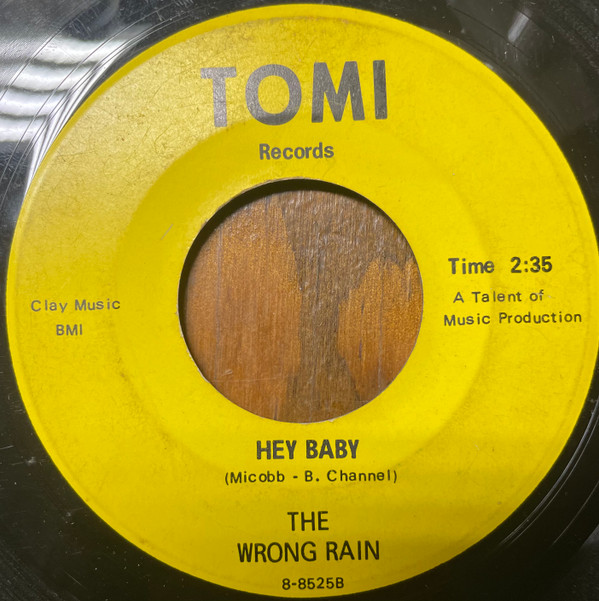 TOMI
Records
Time 2:35
A Talent of
Music Production
Clay Music
BMI
HEY BABY
(Micobb - B. Channel)
THE
WRONG RAIN
8-8525B